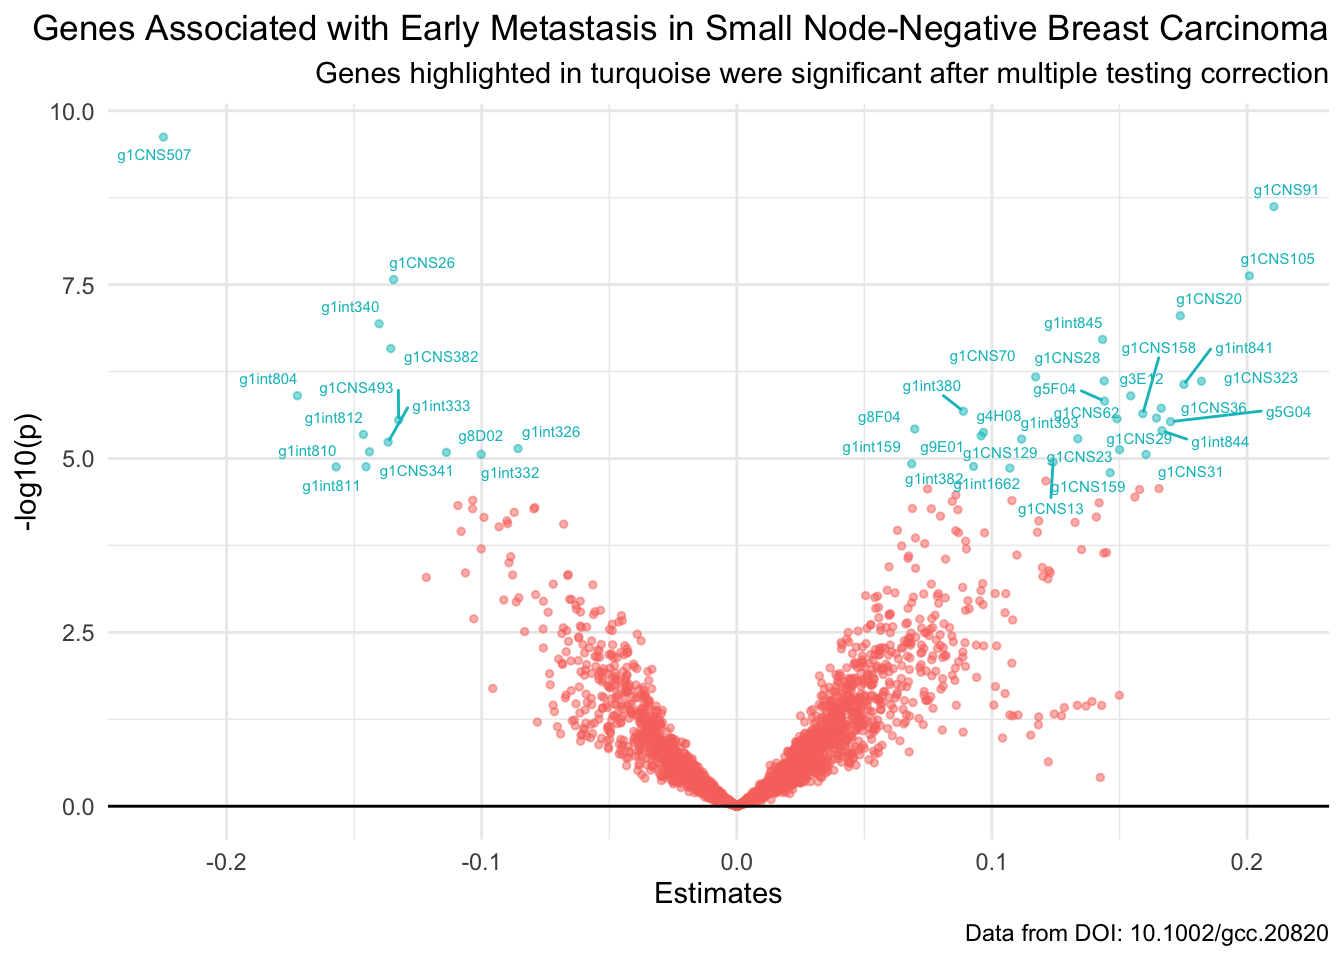 Genes Associated with Early Metastasis in Small Node-Negative Breast Carcinoma
Genes highlighted in turquoise were significant after multiple testing correction
10.0
7.5
5.0
2.5
0.0
-log10(p)
g1CNS507
g1CNS91
g1CNS26
g1CNS105
g1int340
g1CNS20
g1int845
g1CNS382
g1CNS70
g1CNS28
g1CNS158
g1int841
g1int804
g1CNS493
g1int380
g5F04
g3E12
g1CNS323
g1int812
g1int333
g8F04
g4H08
g1CNS62
g1CNS36
g5G04
g8D02
g1int326
g1int393
g1int810
g1int159
g9E01
g1CNS129
g1CNS29
g1int844
g1CNS341
g1int332
g1CNS23
g1int811
g1int382
g1int1662
g1CNS159
g1CNS31
g1CNS13
-0.2
-0.1
0.0
0.1
0.2
Estimates
Data from DOI: 10.1002/gcc.20820